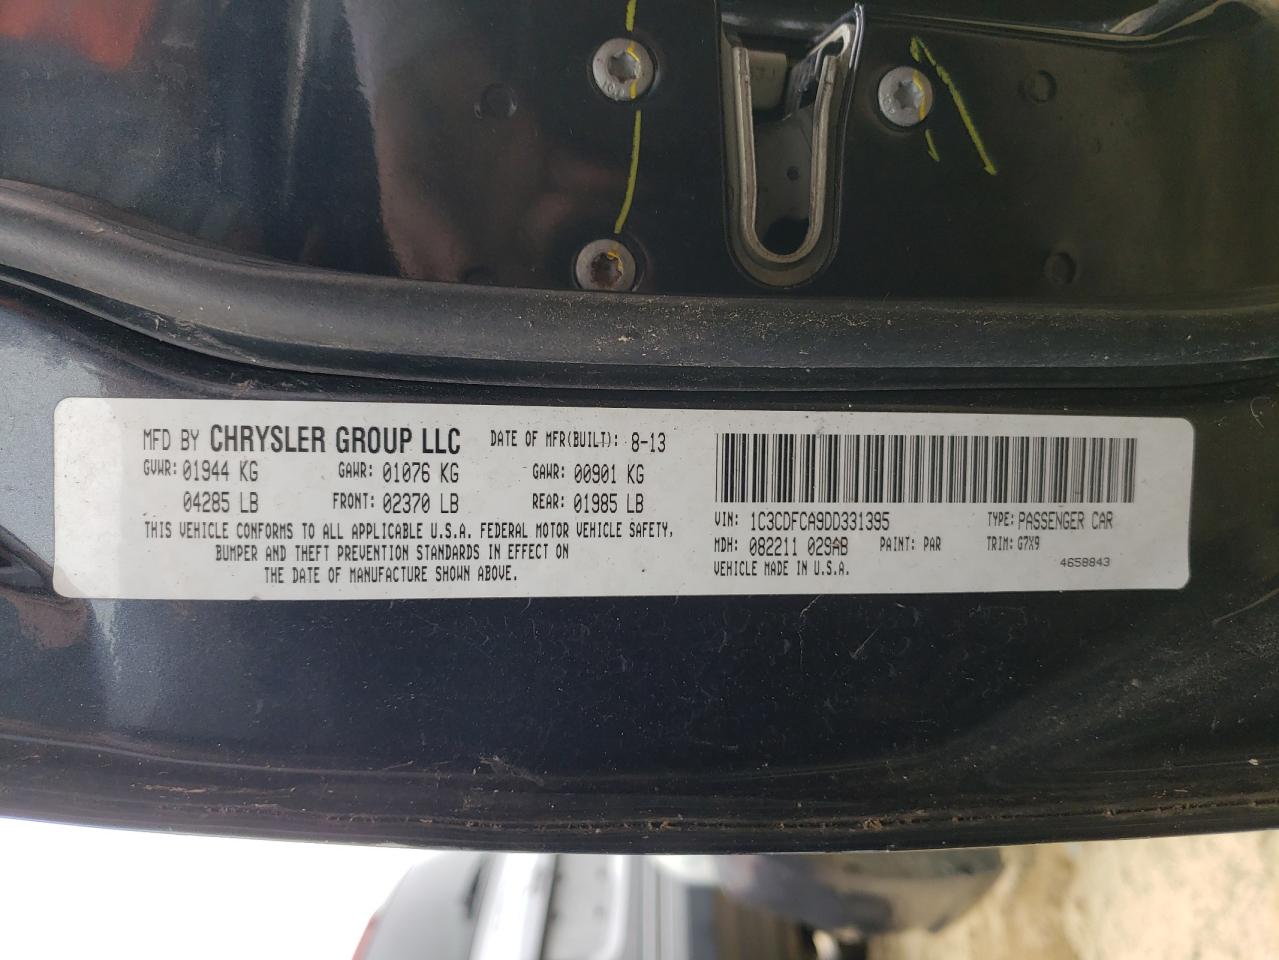 MFD BY CHRYSLER GROUP LLC DATE OF MFR(BUILT): 8-13
GVWR: 01944 KG GAWR: 01076 KG GAWR: 00901 KG
04285 LB FRONT: 02370 LB REAR: 01985 LB
THIS VEHICLE CONFORMS TO ALL APPLICABLE U.S.A. FEDERAL MOTOR VEHICLE SAFETY,
BUMPER AND THEFT PREVENTION STANDARDS IN EFFECT ON
THE DATE OF MANUFACTURE SHOWN ABOVE.
VIN: 1C3CDFCA9DD331395 TYPE: PASSENGER CAR
MDH: 082211 029AB PAINT: PAR TRIM: G7X9
VEHICLE MADE IN U.S.A. 4658843